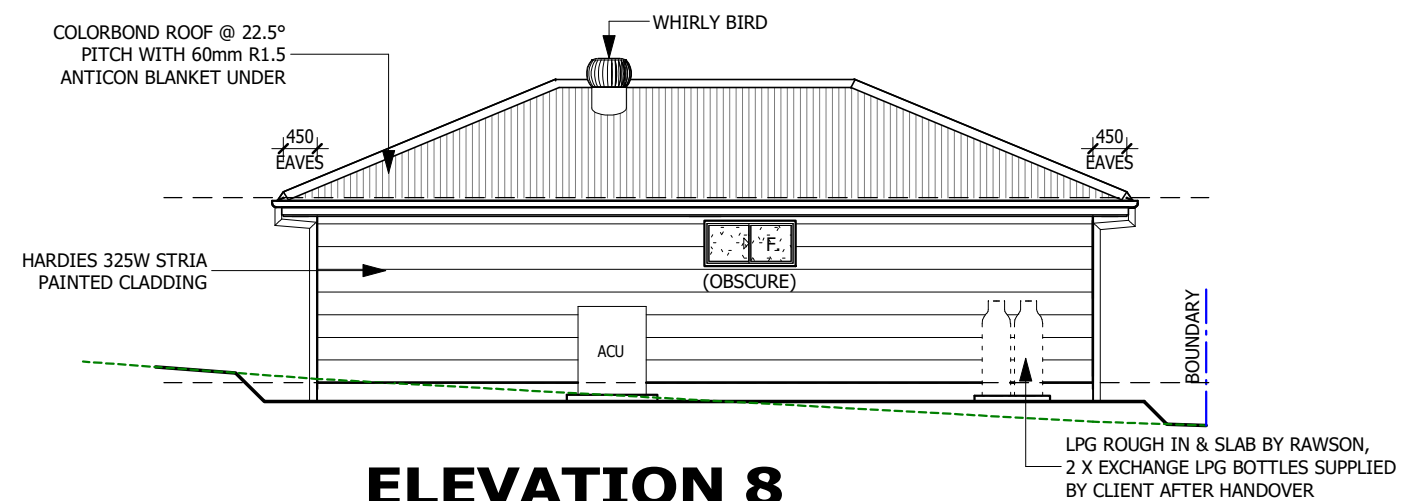 WHIRLY BIRD
COLORBOND ROOF @ 22.5°
PITCH WITH 60mm R1.5
ANTICON BLANKET UNDER
450
EAVES
450
EAVES
HARDIES 325W STRIA
PAINTED CLADDING
F.
(OBSCURE)
ACU
BOUNDARY
LPG ROUGH IN & SLAB BY RAWSON,
2 X EXCHANGE LPG BOTTLES SUPPLIED
BY CLIENT AFTER HANDOVER
ELEVATION 8